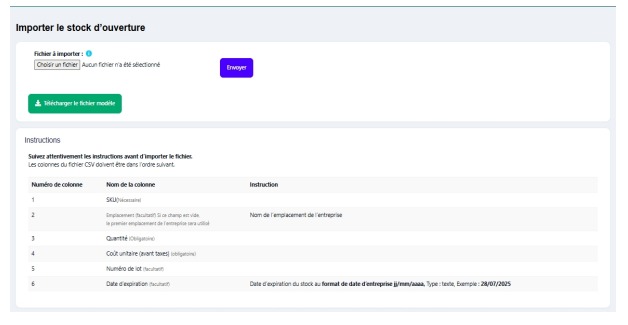 Importer le stock d'ouverture
Fichier à importer :
Choisir un fichier Aucun fichier n'a été sélectionné
Envoyer
Télécharger le fichier modèle
Instructions
Suivez attentivement les instructions avant d'importer le fichier.
Les colonnes du fichier CSV doivent être dans l'ordre suivant.
Numéro de colonne Nom de la colonne Instruction
1 SKU(Nécessaire)
2 Emplacement (facultatif) Si ce champ est vide, Nom de l'emplacement de l'entreprise
le premier emplacement de l'entreprise sera utilisé
3 Quantité (Obligatoire)
4 Coût unitaire (avant taxes) (obligatoire)
5 Numéro de lot (facultatif)
6 Date d'expiration (facultatif) Date d'expiration du stock au format de date d'entreprise jj/mm/aaaa, Type : texte, Exemple : 28/07/2025